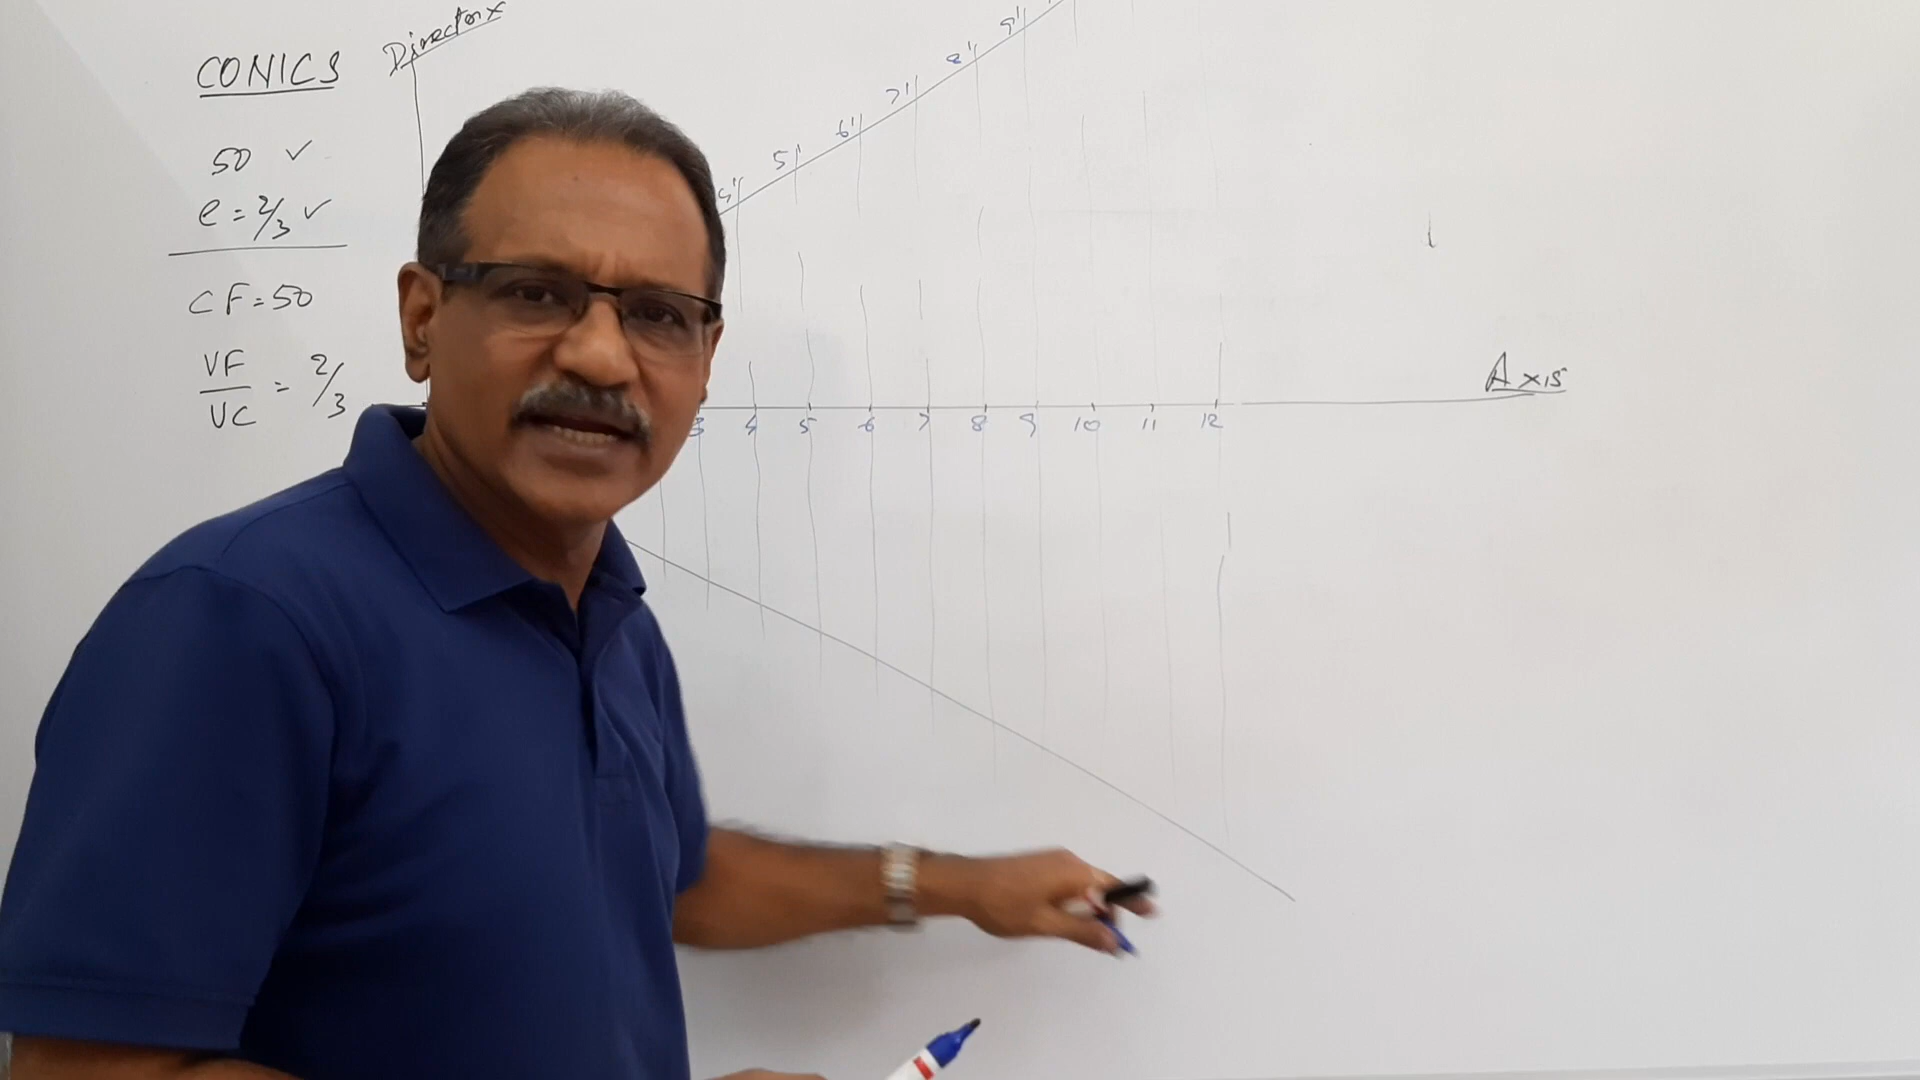 CONICS
50 ✓
e = 2/3 ✓
CF = 50
VF/VC = 2/3
Directrix
4' 5' 6' 7' 8' 9'
3 4 5 6 7 8 9 10 11 12
Axis